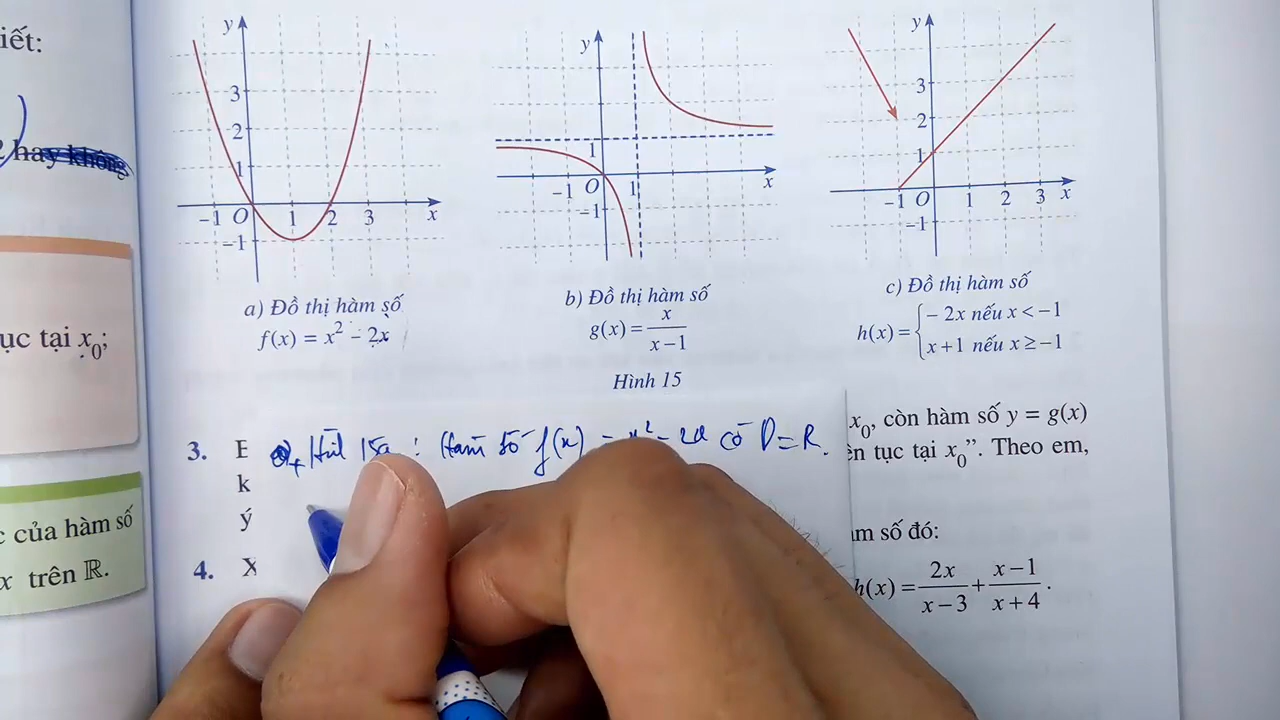 iết:
2 hay không
ục tại x₀;
c của hàm số
x trên ℝ.
y
3
2
1
−1
O
1
2
3
x
−1
a) Đồ thị hàm số
f(x) = x² − 2x
y
1
−1
O
1
x
−1
b) Đồ thị hàm số
g(x) = x/(x−1)
y
3
2
1
−1
O
1
2
3
x
−1
c) Đồ thị hàm số
h(x) = { −2x nếu x < −1
x+1 nếu x ≥ −1
Hình 15
3. E
+ Hình 15a : Hàm số f(x) = x² − 2x có D = R.
k
ý
4. X
x₀, còn hàm số y = g(x)
ên tục tại x₀”. Theo em,
àm số đó:
h(x) = 2x/(x−3) + (x−1)/(x+4).